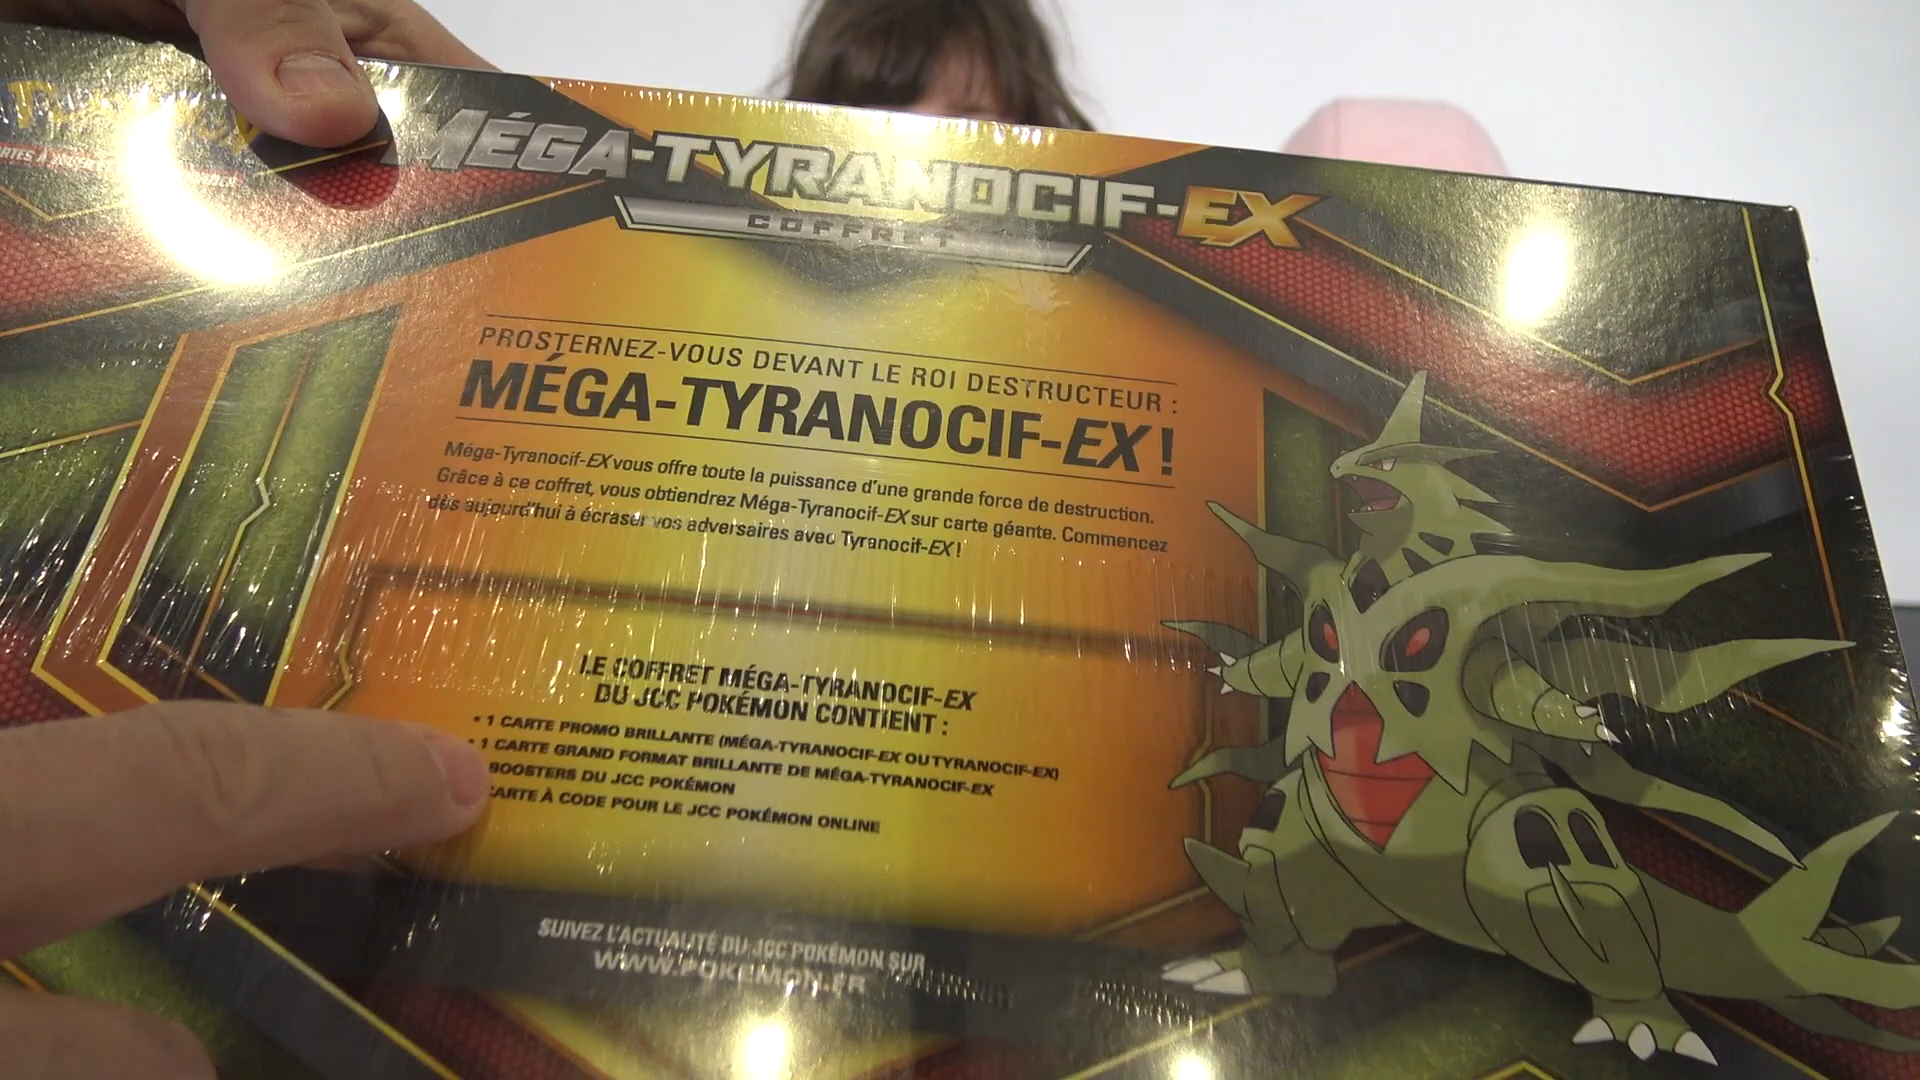 MÉGA-TYRANOCIF-EX
COFFRET
PROSTERNEZ-VOUS DEVANT LE ROI DESTRUCTEUR :
MÉGA-TYRANOCIF-EX !
Méga-Tyranocif-EX vous offre toute la puissance d'une grande force de destruction.
Grâce à ce coffret, vous obtiendrez Méga-Tyranocif-EX sur carte géante. Commencez
dès aujourd'hui à écraser vos adversaires avec Tyranocif-EX !
LE COFFRET MÉGA-TYRANOCIF-EX
DU JCC POKÉMON CONTIENT :
• 1 CARTE PROMO BRILLANTE (MÉGA-TYRANOCIF-EX OU TYRANOCIF-EX)
• 1 CARTE GRAND FORMAT BRILLANTE DE MÉGA-TYRANOCIF-EX
BOOSTERS DU JCC POKÉMON
CARTE À CODE POUR LE JCC POKÉMON ONLINE
SUIVEZ L'ACTUALITÉ DU JCC POKÉMON SUR
WWW.POKEMON.FR